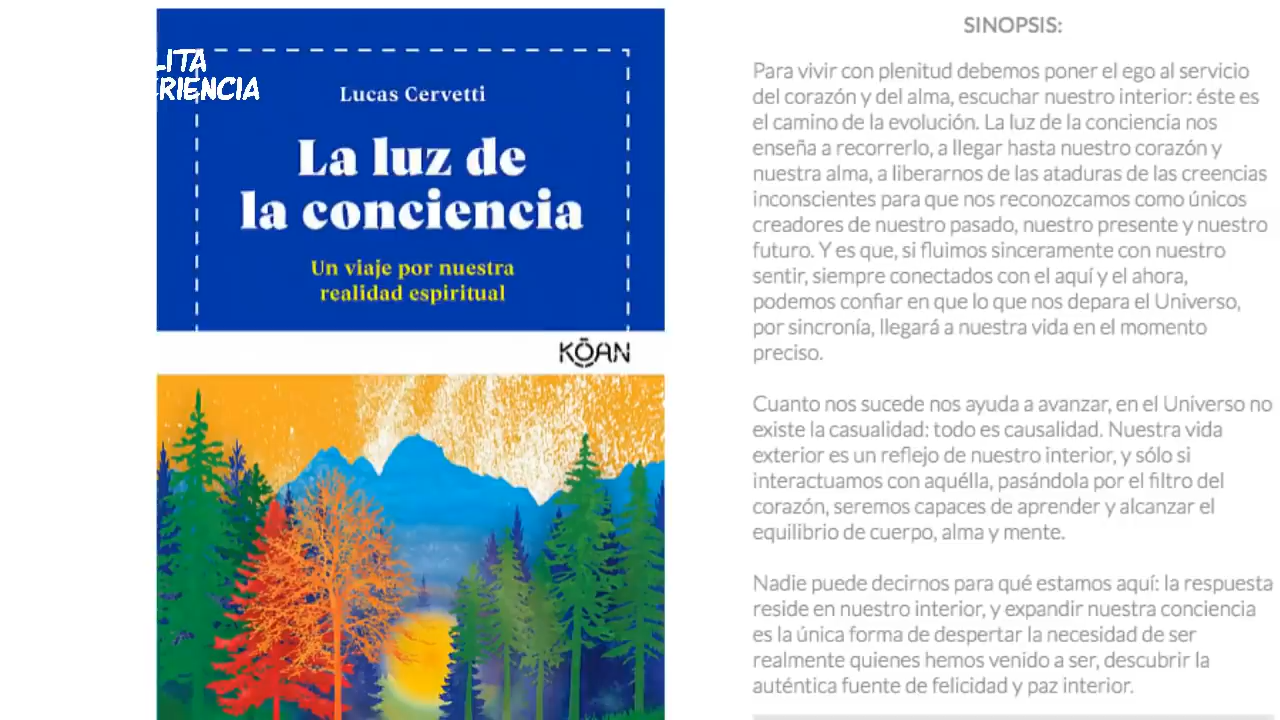 LITA
RIENCIA
Lucas Cervetti
La luz de
la conciencia
Un viaje por nuestra
realidad espiritual
KŌAN
SINOPSIS:
Para vivir con plenitud debemos poner el ego al servicio
del corazón y del alma, escuchar nuestro interior: éste es
el camino de la evolución. La luz de la conciencia nos
enseña a recorrerlo, a llegar hasta nuestro corazón y
nuestra alma, a liberarnos de las ataduras de las creencias
inconscientes para que nos reconozcamos como únicos
creadores de nuestro pasado, nuestro presente y nuestro
futuro. Y es que, si fluimos sinceramente con nuestro
sentir, siempre conectados con el aquí y el ahora,
podemos confiar en que lo que nos depara el Universo,
por sincronía, llegará a nuestra vida en el momento
preciso.
Cuanto nos sucede nos ayuda a avanzar, en el Universo no
existe la casualidad: todo es causalidad. Nuestra vida
exterior es un reflejo de nuestro interior, y sólo si
interactuamos con aquélla, pasándola por el filtro del
corazón, seremos capaces de aprender y alcanzar el
equilibrio de cuerpo, alma y mente.
Nadie puede decirnos para qué estamos aquí: la respuesta
reside en nuestro interior, y expandir nuestra conciencia
es la única forma de despertar la necesidad de ser
realmente quienes hemos venido a ser, descubrir la
auténtica fuente de felicidad y paz interior.